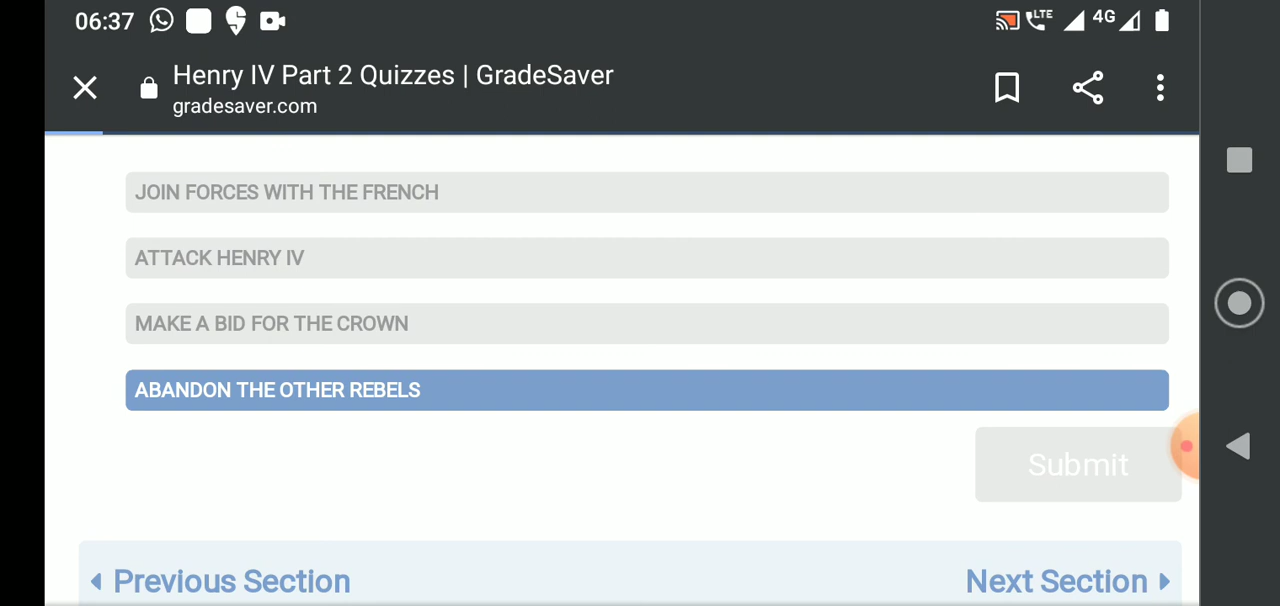 06:37
LTE
4G
Henry IV Part 2 Quizzes | GradeSaver
gradesaver.com
JOIN FORCES WITH THE FRENCH
ATTACK HENRY IV
MAKE A BID FOR THE CROWN
ABANDON THE OTHER REBELS
Submit
Previous Section
Next Section